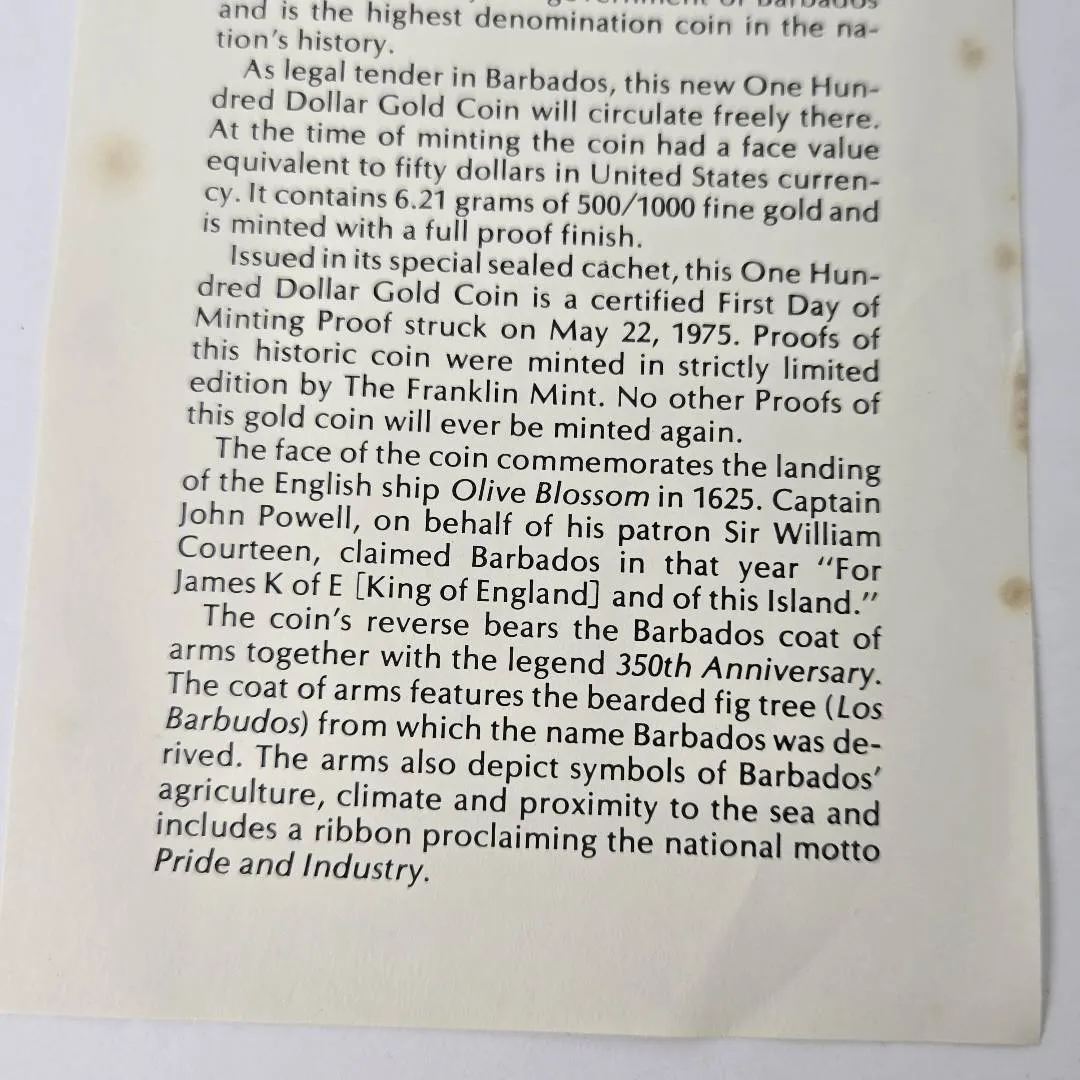 of Barbados
and is the highest denomination coin in the na-
tion's history.
As legal tender in Barbados, this new One Hun-
dred Dollar Gold Coin will circulate freely there.
At the time of minting the coin had a face value
equivalent to fifty dollars in United States curren-
cy. It contains 6.21 grams of 500/1000 fine gold and
is minted with a full proof finish.
Issued in its special sealed cachet, this One Hun-
dred Dollar Gold Coin is a certified First Day of
Minting Proof struck on May 22, 1975. Proofs of
this historic coin were minted in strictly limited
edition by The Franklin Mint. No other Proofs of
this gold coin will ever be minted again.
The face of the coin commemorates the landing
of the English ship Olive Blossom in 1625. Captain
John Powell, on behalf of his patron Sir William
Courteen, claimed Barbados in that year “For
James K of E [King of England] and of this Island.”
The coin's reverse bears the Barbados coat of
arms together with the legend 350th Anniversary.
The coat of arms features the bearded fig tree (Los
Barbudos) from which the name Barbados was de-
rived. The arms also depict symbols of Barbados'
agriculture, climate and proximity to the sea and
includes a ribbon proclaiming the national motto
Pride and Industry.